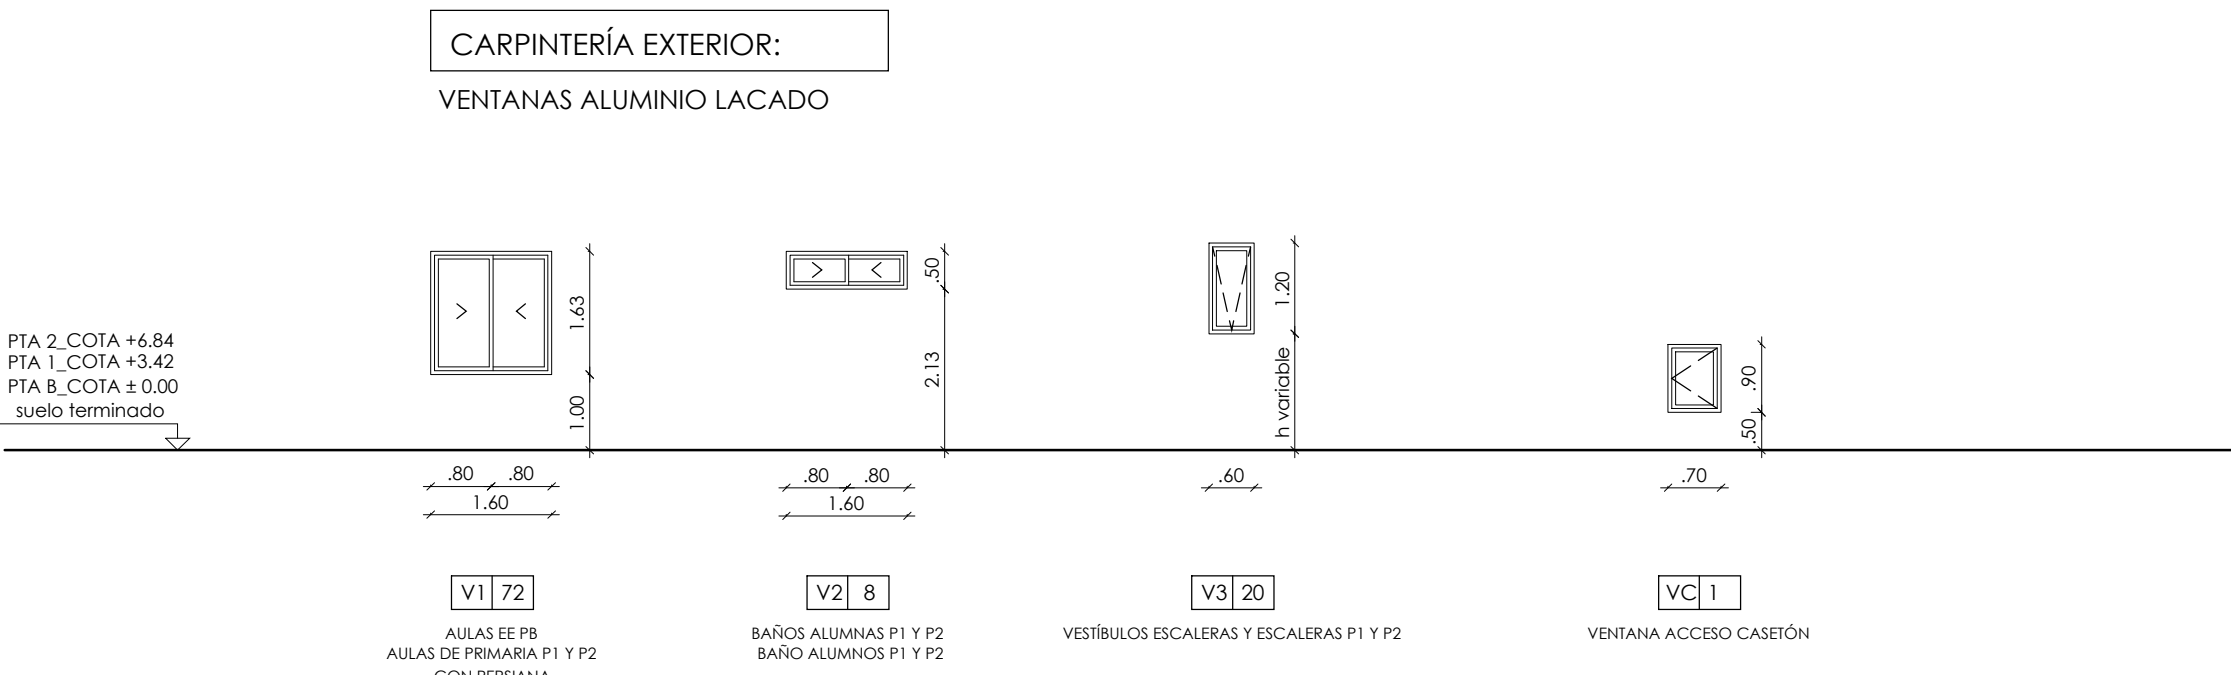 CARPINTERÍA EXTERIOR:
VENTANAS ALUMINIO LACADO
PTA 2_COTA +6.84
PTA 1_COTA +3.42
PTA B_COTA ± 0.00
suelo terminado
1.63
1.00
.80 .80
1.60
V1 72
AULAS EE PB
AULAS DE PRIMARIA P1 Y P2
CON PERSIANA
.50
2.13
.80 .80
1.60
V2 8
BAÑOS ALUMNAS P1 Y P2
BAÑO ALUMNOS P1 Y P2
1.20
h variable
.60
V3 20
VESTÍBULOS ESCALERAS Y ESCALERAS P1 Y P2
.90
.50
.70
VC 1
VENTANA ACCESO CASETÓN